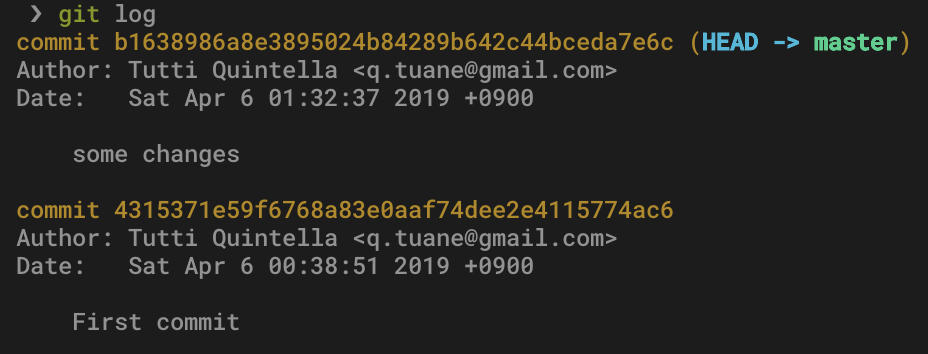 ❯ git log
commit b1638986a8e3895024b84289b642c44bceda7e6c (HEAD -> master)
Author: Tutti Quintella <q.tuane@gmail.com>
Date:   Sat Apr 6 01:32:37 2019 +0900
some changes
commit 4315371e59f6768a83e0aaf74dee2e4115774ac6
Author: Tutti Quintella <q.tuane@gmail.com>
Date:   Sat Apr 6 00:38:51 2019 +0900
First commit